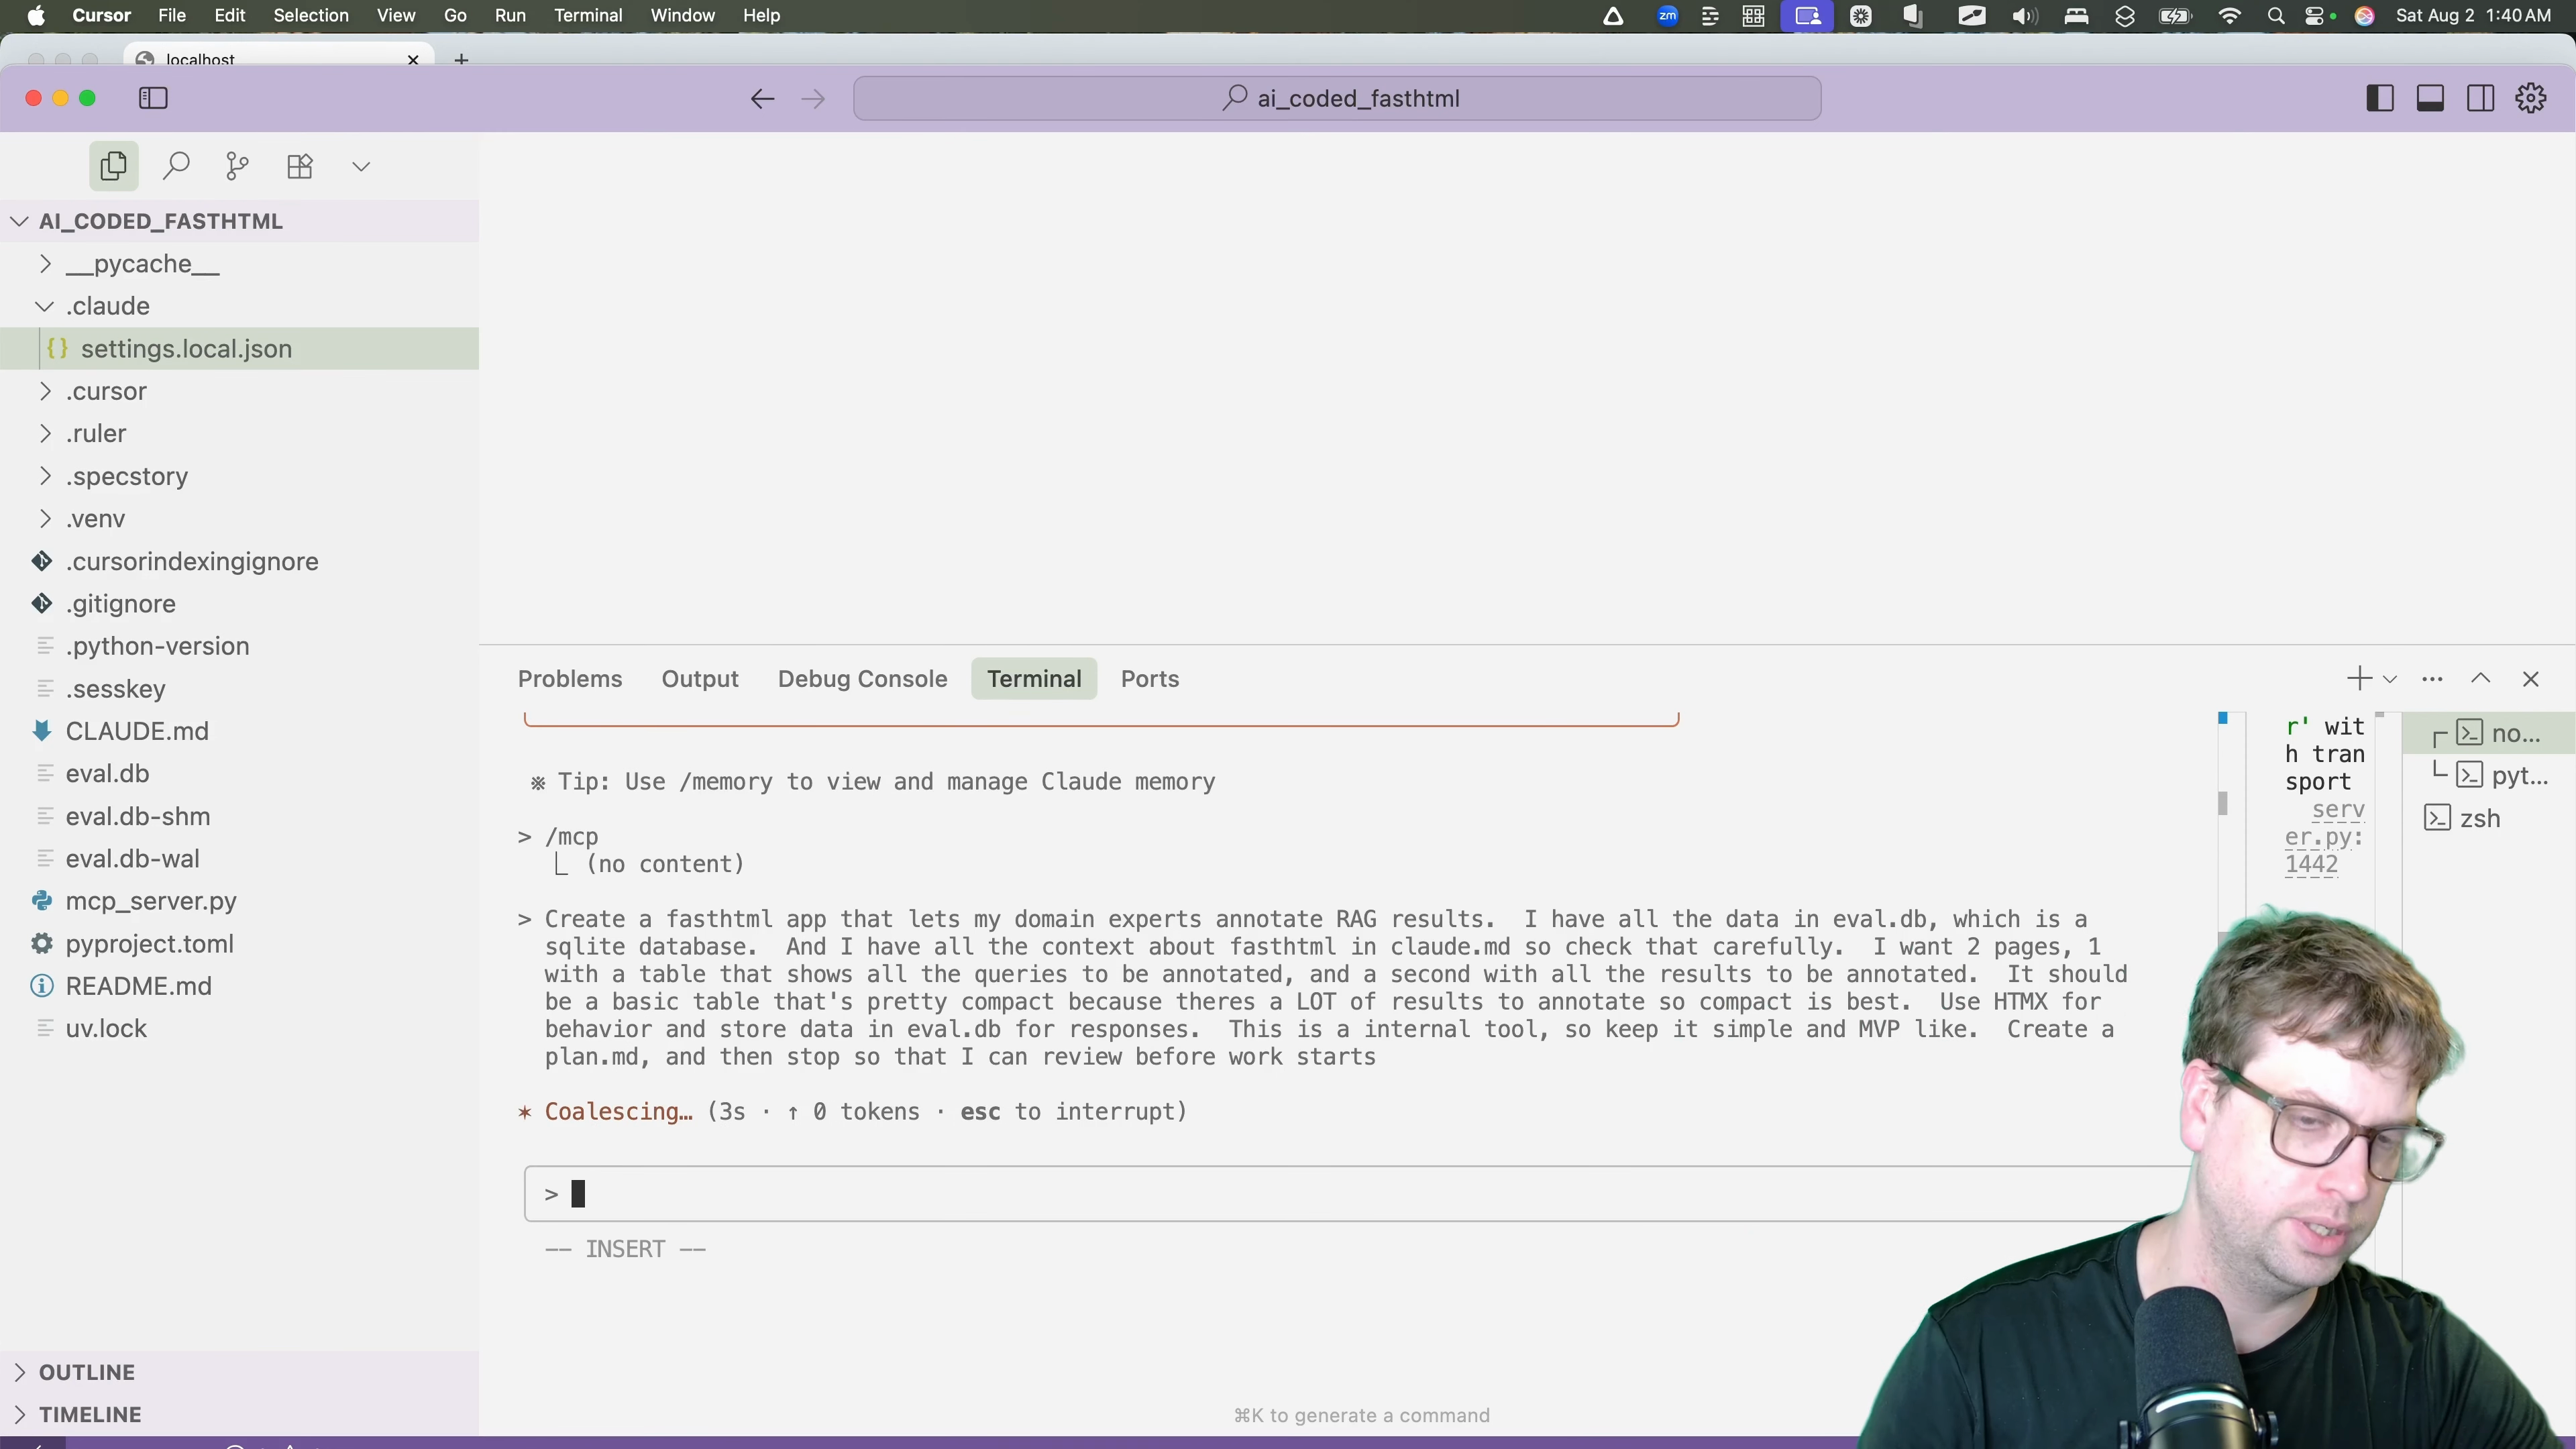 Cursor File Edit Selection View Go Run Terminal Window Help
zm
Sat Aug 2 1:40 AM
localhost
ai_coded_fasthtml
AI_CODED_FASTHTML
__pycache__
.claude
{} settings.local.json
.cursor
.ruler
.specstory
.venv
.cursorindexingignore
.gitignore
.python-version
.sesskey
CLAUDE.md
eval.db
eval.db-shm
eval.db-wal
mcp_server.py
pyproject.toml
README.md
uv.lock
OUTLINE
TIMELINE
Problems Output Debug Console Terminal Ports
※ Tip: Use /memory to view and manage Claude memory
> /mcp
⎿ (no content)
> Create a fasthtml app that lets my domain experts annotate RAG results. I have all the data in eval.db, which is a
sqlite database. And I have all the context about fasthtml in claude.md so check that carefully. I want 2 pages, 1
with a table that shows all the queries to be annotated, and a second with all the results to be annotated. It should
be a basic table that's pretty compact because theres a LOT of results to annotate so compact is best. Use HTMX for
behavior and store data in eval.db for responses. This is a internal tool, so keep it simple and MVP like. Create a
plan.md, and then stop so that I can review before work starts
✶ Coalescing… (3s · ↑ 0 tokens · esc to interrupt)
>
-- INSERT --
⌘K to generate a command
r' wit
h tran
sport
serv
er.py:
1442
no...
pyt...
zsh